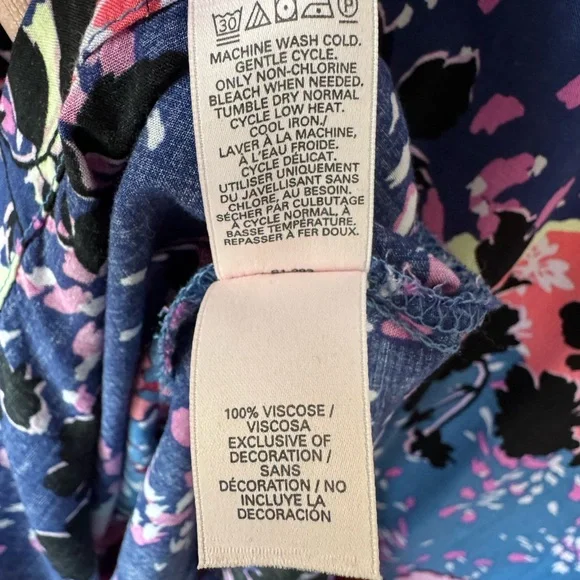 30 P
MACHINE WASH COLD.
GENTLE CYCLE.
ONLY NON-CHLORINE
BLEACH WHEN NEEDED.
TUMBLE DRY NORMAL
CYCLE LOW HEAT.
COOL IRON./
LAVER À LA MACHINE,
À L'EAU FROIDE.
CYCLE DÉLICAT.
UTILISER UNIQUEMENT
DU JAVELLISANT SANS
CHLORE, AU BESOIN.
SÉCHER PAR CULBUTAGE
À CYCLE NORMAL, À
BASSE TEMPÉRATURE.
REPASSER À FER DOUX.
100% VISCOSE /
VISCOSA
EXCLUSIVE OF
DECORATION /
SANS
DÉCORATION / NO
INCLUYE LA
DECORACIÓN